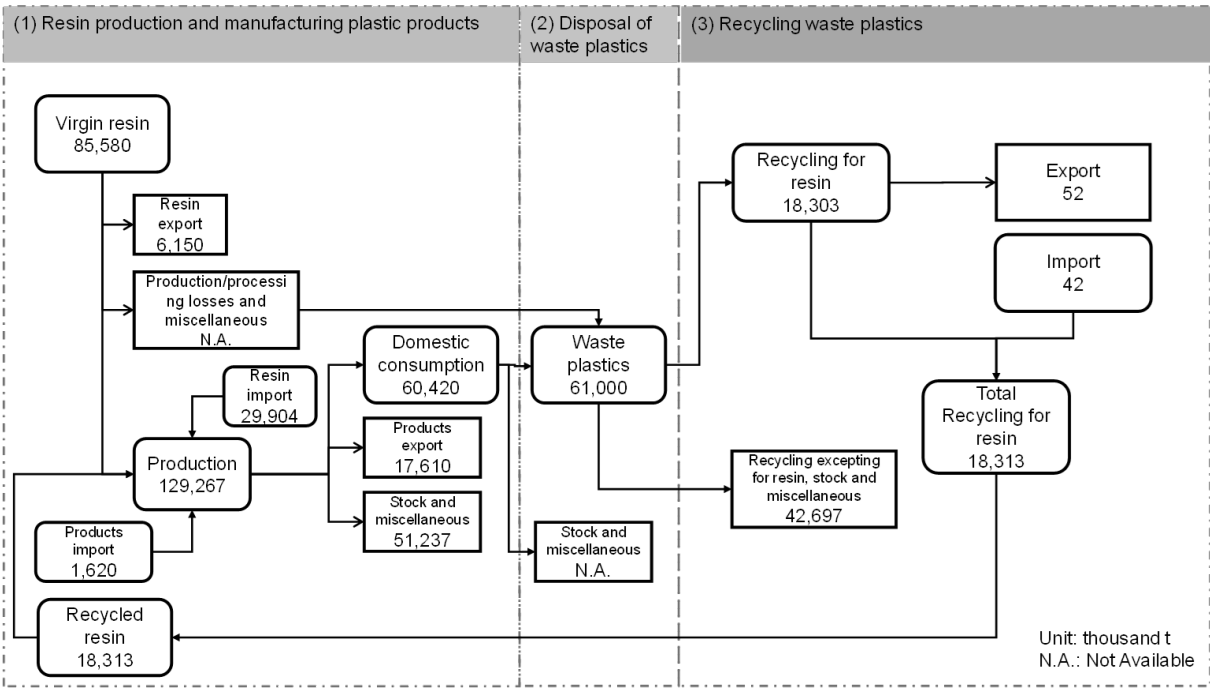 (1) Resin production and manufacturing plastic products
(2) Disposal of
waste plastics
(3) Recycling waste plastics
Virgin resin
85,580
Resin
export
6,150
Production/processi
ng losses and
miscellaneous
N.A.
Resin
import
29,904
Production
129,267
Products
import
1,620
Recycled
resin
18,313
Domestic
consumption
60,420
Products
export
17,610
Stock and
miscellaneous
51,237
Waste
plastics
61,000
Stock and
miscellaneous
N.A.
Recycling for
resin
18,303
Export
52
Import
42
Total
Recycling for
resin
18,313
Recycling excepting
for resin, stock and
miscellaneous
42,697
Unit: thousand t
N.A.: Not Available